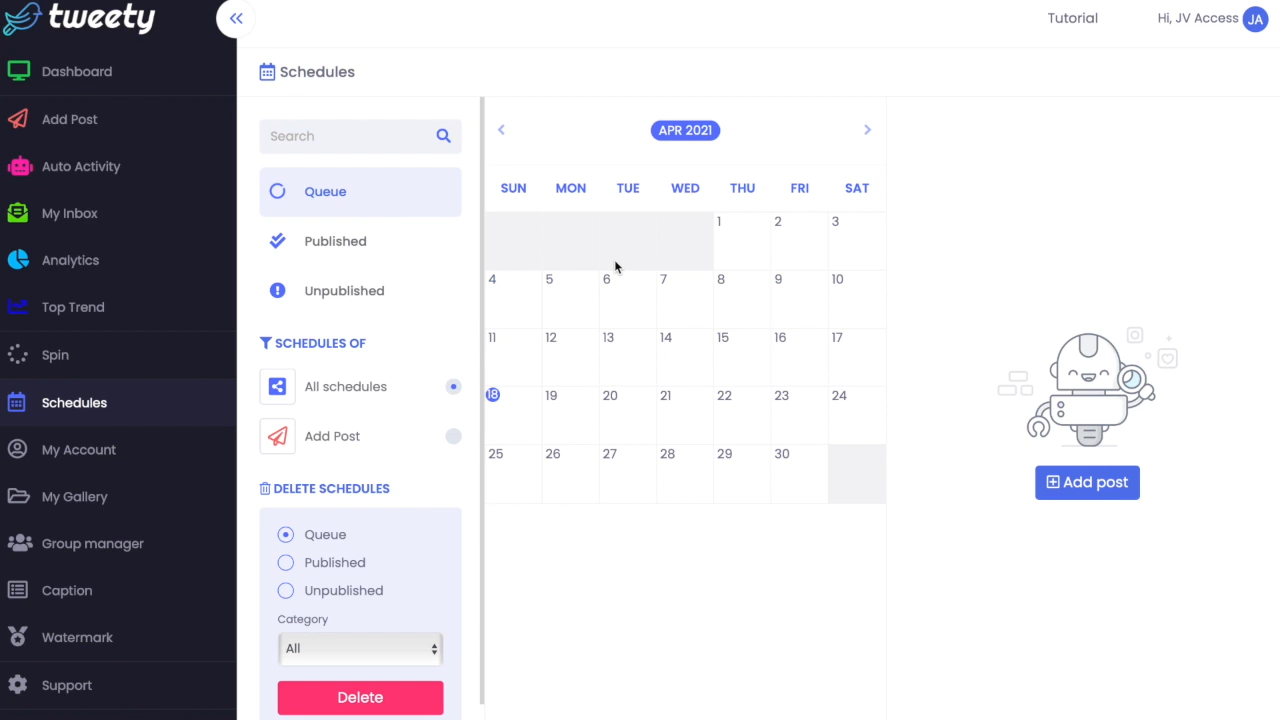 tweety
Tutorial
Hi, JV Access
JA
Dashboard
Add Post
Auto Activity
My Inbox
Analytics
Top Trend
Spin
Schedules
My Account
My Gallery
Group manager
Caption
Watermark
Support
Schedules
Search
Queue
Published
Unpublished
SCHEDULES OF
All schedules
Add Post
DELETE SCHEDULES
Queue
Published
Unpublished
Category
All
Delete
APR 2021
SUN MON TUE WED THU FRI SAT
1 2 3
4 5 6 7 8 9 10
11 12 13 14 15 16 17
18 19 20 21 22 23 24
25 26 27 28 29 30
Add post